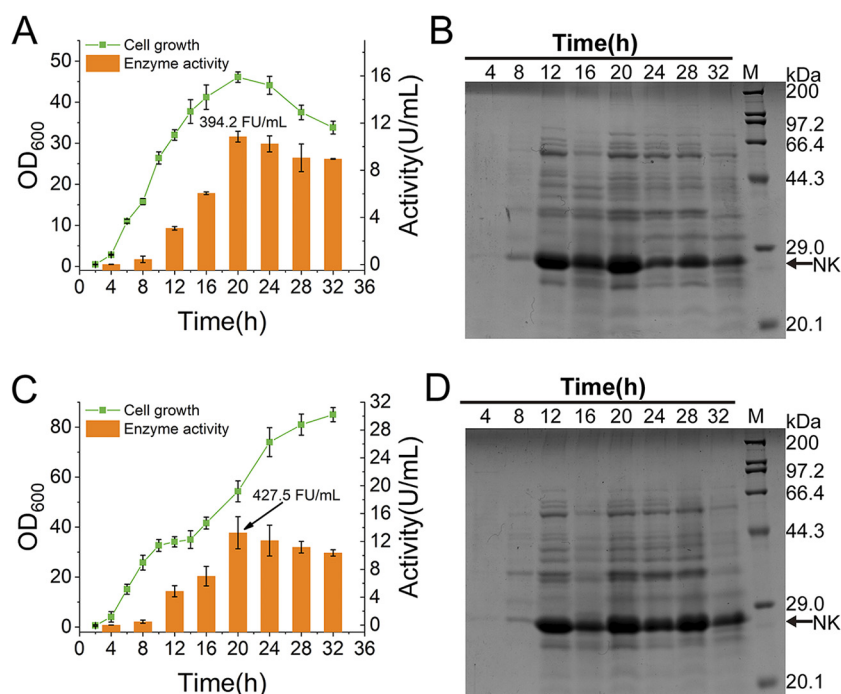 A
Cell growth
Enzyme activity
394.2 FU/mL
OD600
50
40
30
20
10
0
Activity(U/mL)
16
12
8
4
0
0 4 8 12 16 20 24 28 32 36
Time(h)
B
Time(h)
4 8 12 16 20 24 28 32 M kDa
200
97.2
66.4
44.3
29.0
NK
20.1
C
Cell growth
Enzyme activity
427.5 FU/mL
OD600
80
60
40
20
0
Activity(U/mL)
32
28
24
20
16
12
8
4
0
0 4 8 12 16 20 24 28 32 36
Time(h)
D
Time(h)
4 8 12 16 20 24 28 32 M kDa
200
97.2
66.4
44.3
29.0
NK
20.1